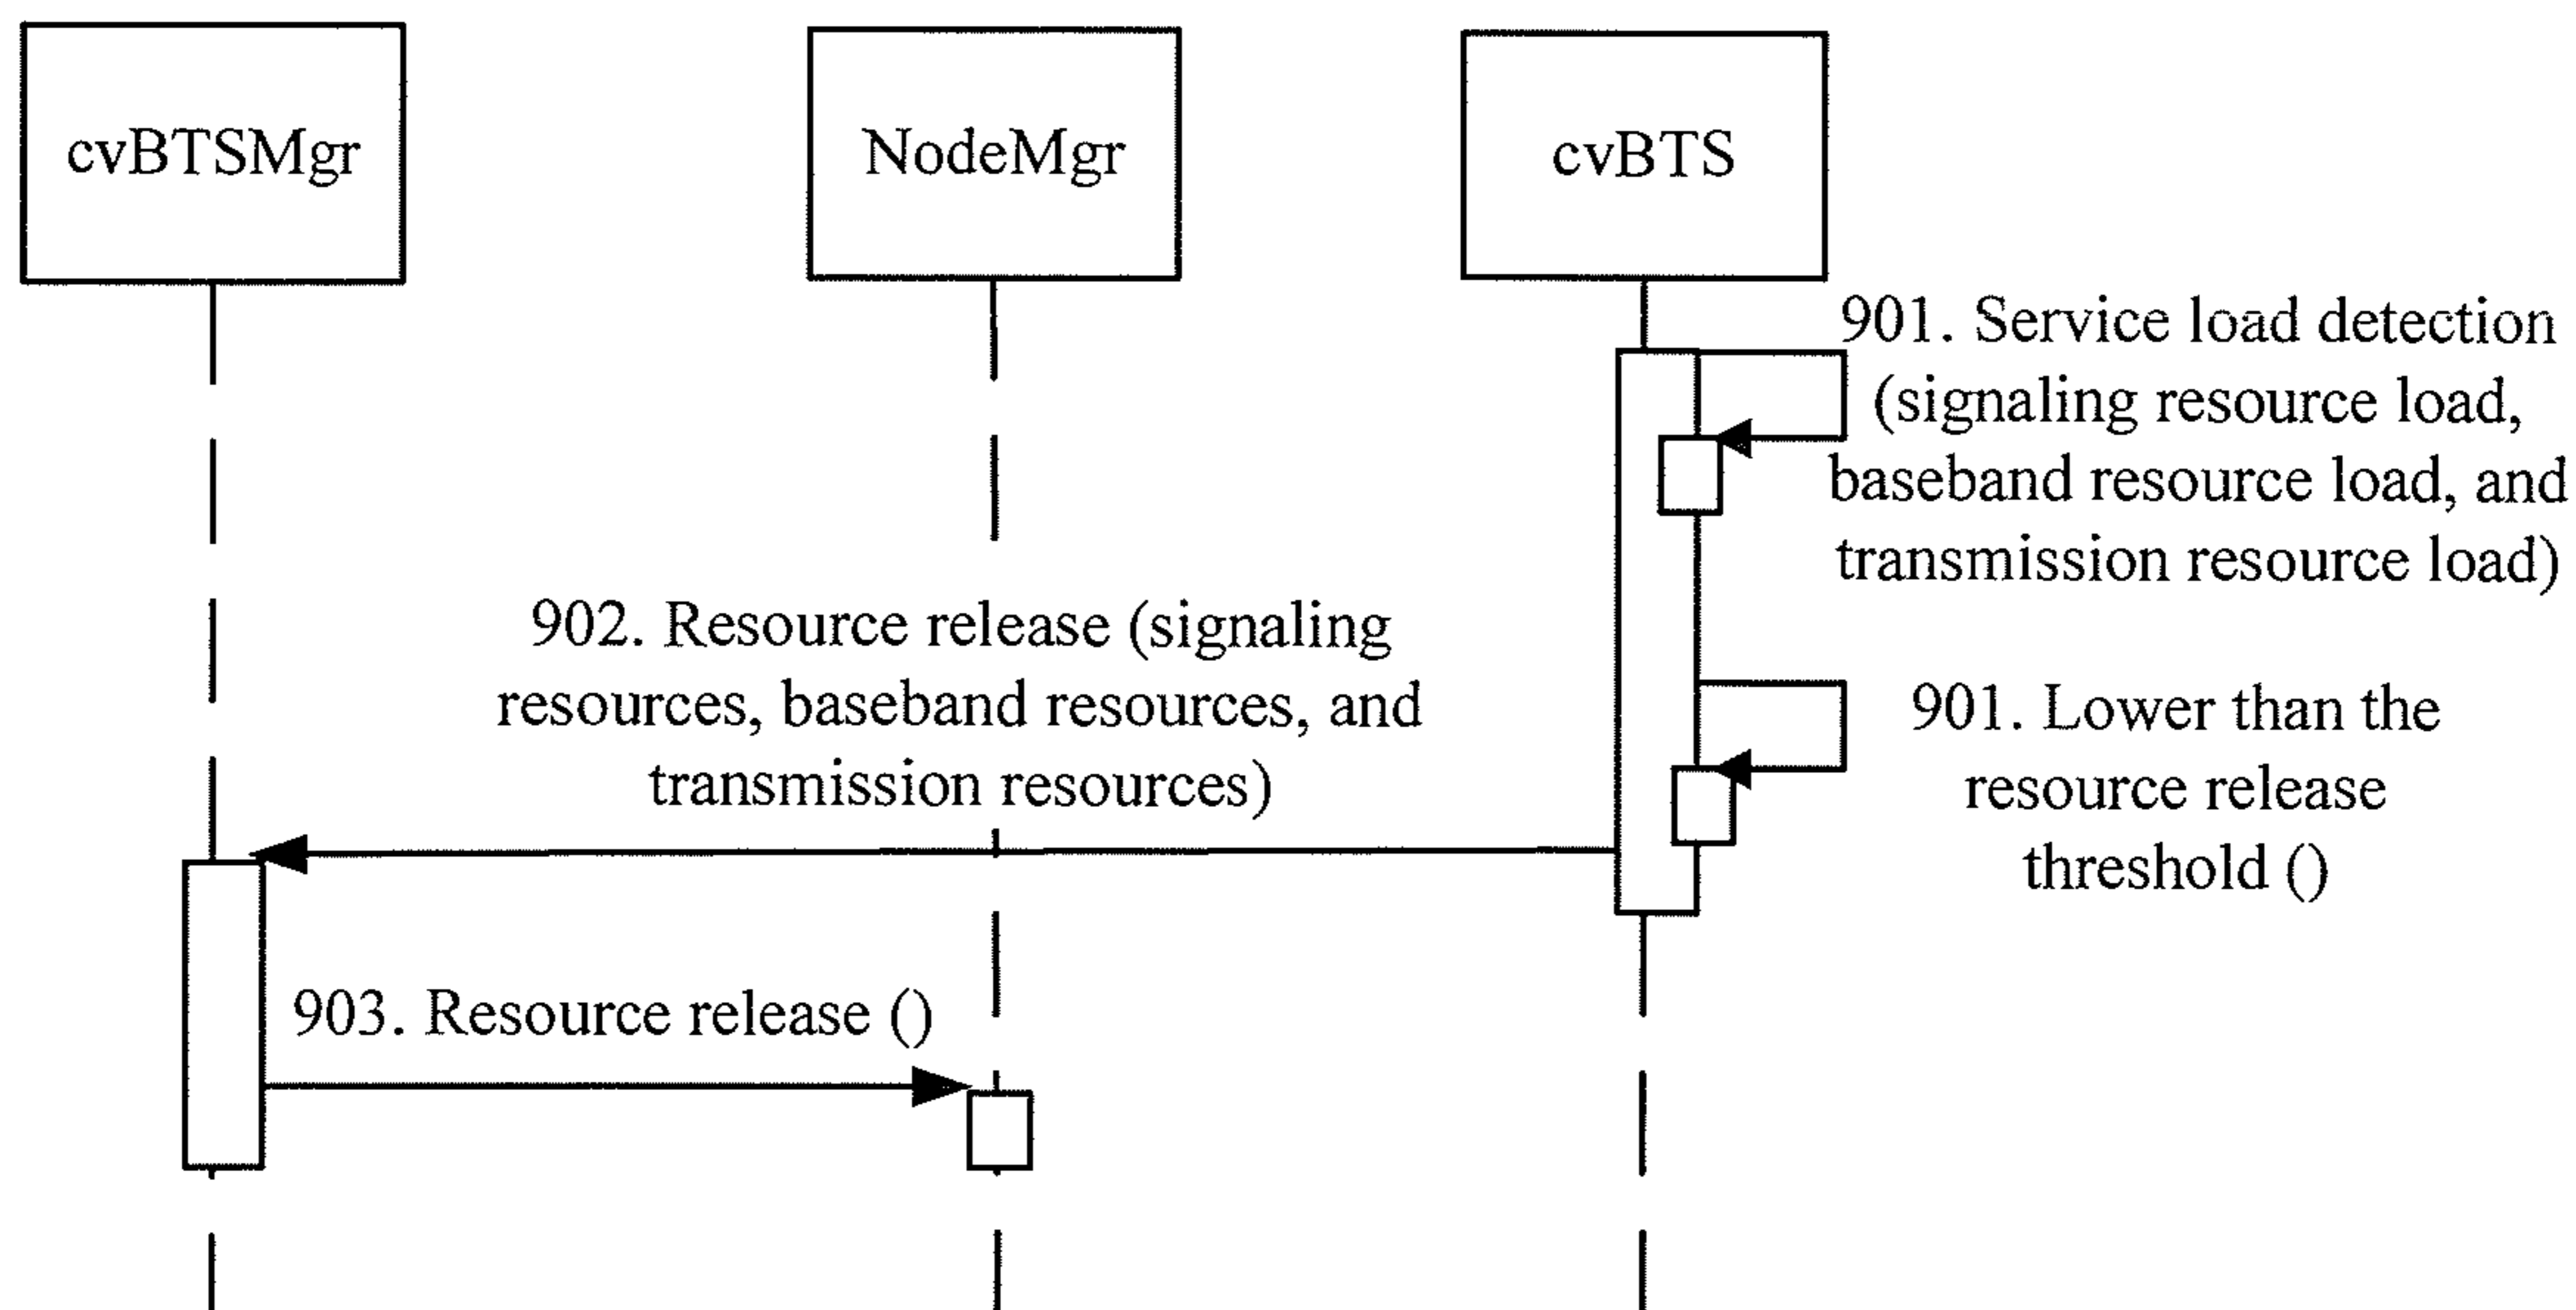 cvBTSMgr
NodeMgr
cvBTS
901. Service load detection
(signaling resource load,
baseband resource load, and
transmission resource load)
902. Resource release (signaling
resources, baseband resources, and
transmission resources)
901. Lower than the
resource release
threshold ()
903. Resource release ()